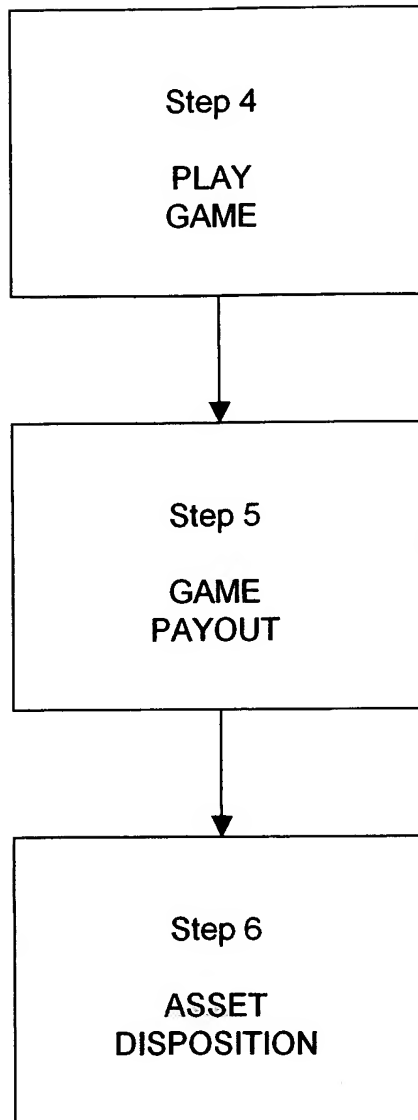 Step 4
PLAY
GAME
Step 5
GAME
PAYOUT
Step 6
ASSET
DISPOSITION